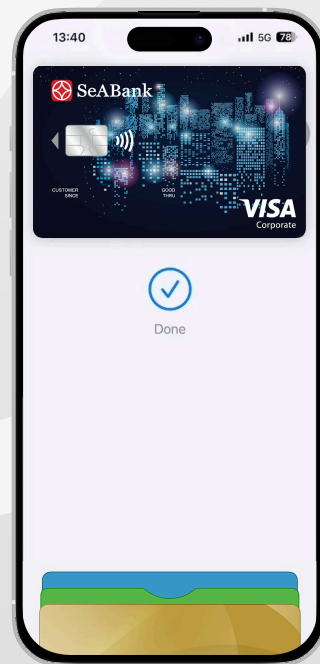 13:40
5G 78
SeABank
CUSTOMER
SINCE
GOOD
THRU
VISA
Corporate
Done